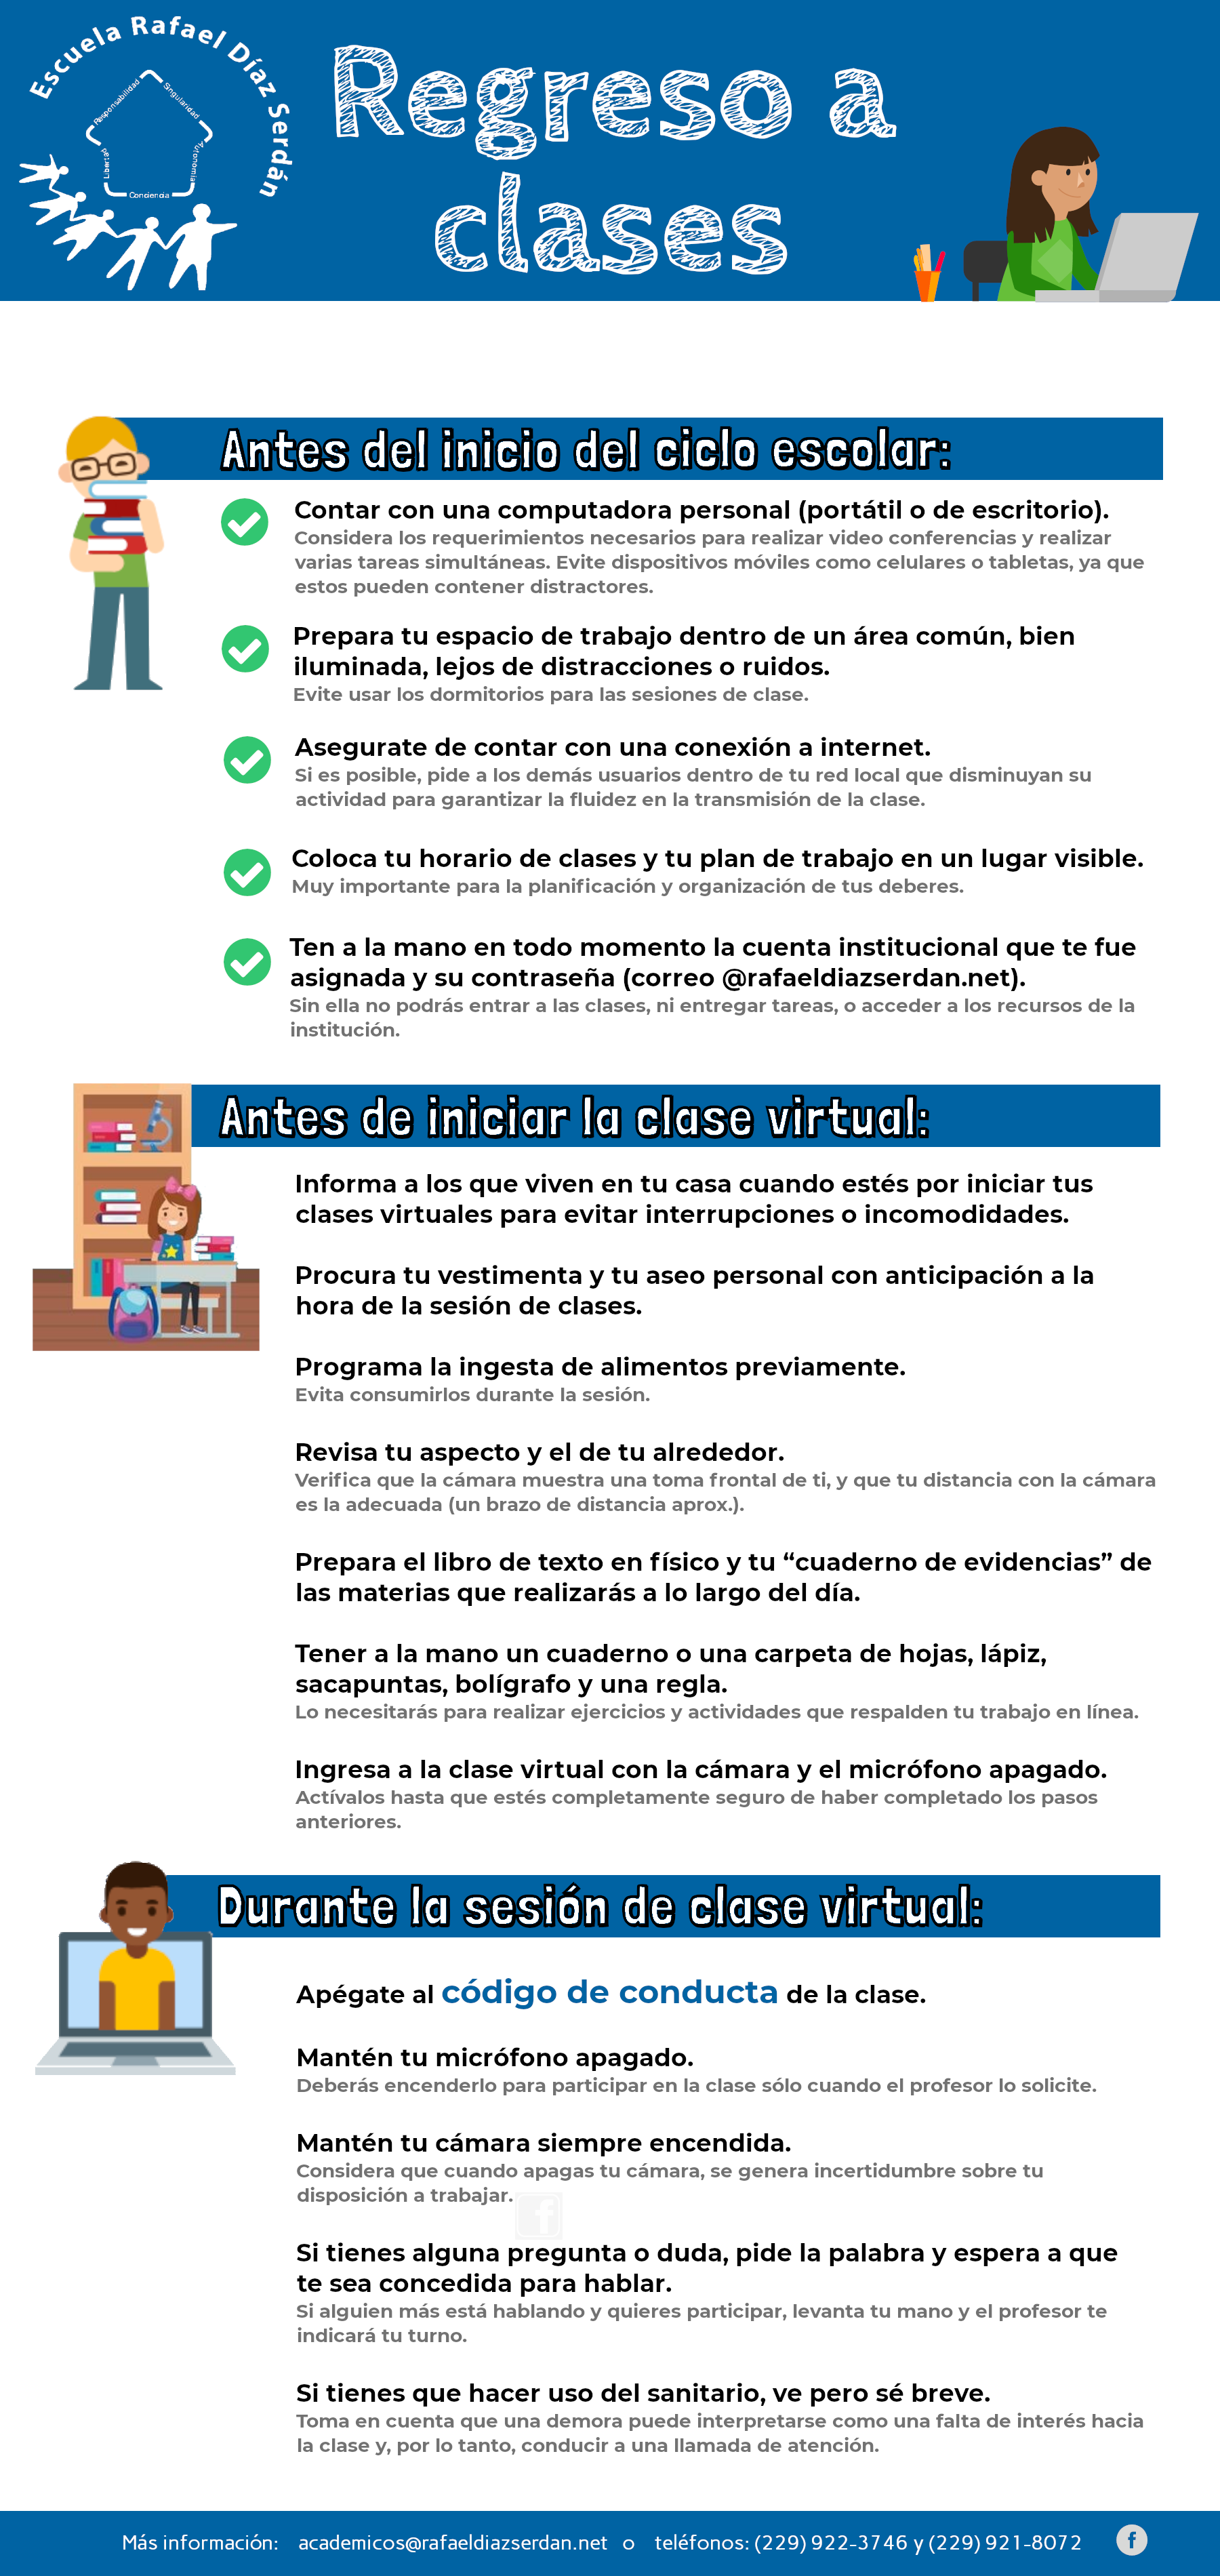 Escuela Rafael Díaz Serdán
Responsabilidad
Singularidad
Libertad
Autonomía
Conciencia
Regreso a
clases
Antes del inicio del ciclo escolar:
Contar con una computadora personal (portátil o de escritorio).
Considera los requerimientos necesarios para realizar video conferencias y realizar
varias tareas simultáneas. Evite dispositivos móviles como celulares o tabletas, ya que
estos pueden contener distractores.
Prepara tu espacio de trabajo dentro de un área común, bien
iluminada, lejos de distracciones o ruidos.
Evite usar los dormitorios para las sesiones de clase.
Asegurate de contar con una conexión a internet.
Si es posible, pide a los demás usuarios dentro de tu red local que disminuyan su
actividad para garantizar la fluidez en la transmisión de la clase.
Coloca tu horario de clases y tu plan de trabajo en un lugar visible.
Muy importante para la planificación y organización de tus deberes.
Ten a la mano en todo momento la cuenta institucional que te fue
asignada y su contraseña (correo @rafaeldiazserdan.net).
Sin ella no podrás entrar a las clases, ni entregar tareas, o acceder a los recursos de la
institución.
Antes de iniciar la clase virtual:
Informa a los que viven en tu casa cuando estés por iniciar tus
clases virtuales para evitar interrupciones o incomodidades.
Procura tu vestimenta y tu aseo personal con anticipación a la
hora de la sesión de clases.
Programa la ingesta de alimentos previamente.
Evita consumirlos durante la sesión.
Revisa tu aspecto y el de tu alrededor.
Verifica que la cámara muestra una toma frontal de ti, y que tu distancia con la cámara
es la adecuada (un brazo de distancia aprox.).
Prepara el libro de texto en físico y tu “cuaderno de evidencias” de
las materias que realizarás a lo largo del día.
Tener a la mano un cuaderno o una carpeta de hojas, lápiz,
sacapuntas, bolígrafo y una regla.
Lo necesitarás para realizar ejercicios y actividades que respalden tu trabajo en línea.
Ingresa a la clase virtual con la cámara y el micrófono apagado.
Actívalos hasta que estés completamente seguro de haber completado los pasos
anteriores.
Durante la sesión de clase virtual:
Apégate al código de conducta de la clase.
Mantén tu micrófono apagado.
Deberás encenderlo para participar en la clase sólo cuando el profesor lo solicite.
Mantén tu cámara siempre encendida.
Considera que cuando apagas tu cámara, se genera incertidumbre sobre tu
disposición a trabajar.
Si tienes alguna pregunta o duda, pide la palabra y espera a que
te sea concedida para hablar.
Si alguien más está hablando y quieres participar, levanta tu mano y el profesor te
indicará tu turno.
Si tienes que hacer uso del sanitario, ve pero sé breve.
Toma en cuenta que una demora puede interpretarse como una falta de interés hacia
la clase y, por lo tanto, conducir a una llamada de atención.
Más información: academicos@rafaeldiazserdan.net o teléfonos: (229) 922-3746 y (229) 921-8072